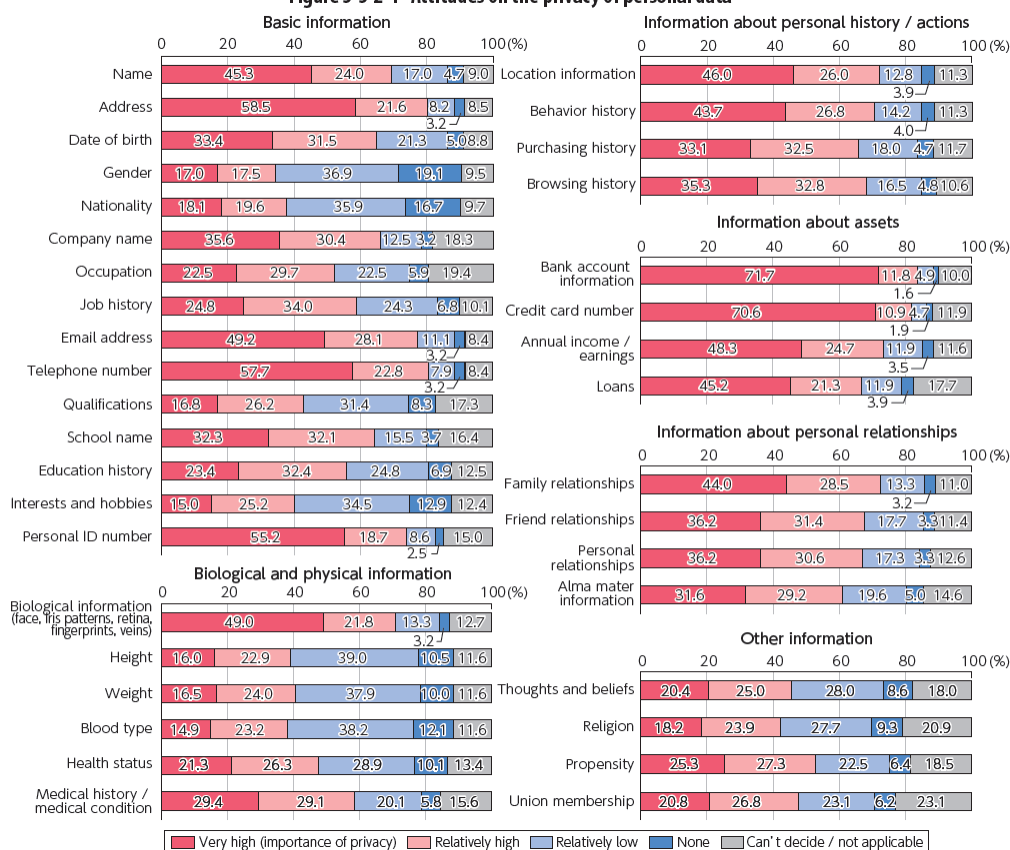 Basic information
0 20 40 60 80 100(%)
Name 45.3 24.0 17.0 4.7 9.0
Address 58.5 21.6 8.2 3.2 8.5
Date of birth 33.4 31.5 21.3 5.0 8.8
Gender 17.0 17.5 36.9 19.1 9.5
Nationality 18.1 19.6 35.9 16.7 9.7
Company name 35.6 30.4 12.5 3.2 18.3
Occupation 22.5 29.7 22.5 5.9 19.4
Job history 24.8 34.0 24.3 6.8 10.1
Email address 49.2 28.1 11.1 3.2 8.4
Telephone number 57.7 22.8 7.9 3.2 8.4
Qualifications 16.8 26.2 31.4 8.3 17.3
School name 32.3 32.1 15.5 3.7 16.4
Education history 23.4 32.4 24.8 6.9 12.5
Interests and hobbies 15.0 25.2 34.5 12.9 12.4
Personal ID number 55.2 18.7 8.6 2.5 15.0
Biological and physical information
0 20 40 60 80 100(%)
Biological information
(face, iris patterns, retina,
fingerprints, veins)
49.0 21.8 13.3 3.2 12.7
Height 16.0 22.9 39.0 10.5 11.6
Weight 16.5 24.0 37.9 10.0 11.6
Blood type 14.9 23.2 38.2 12.1 11.6
Health status 21.3 26.3 28.9 10.1 13.4
Medical history /
medical condition
29.4 29.1 20.1 5.8 15.6
Information about personal history / actions
0 20 40 60 80 100(%)
Location information 46.0 26.0 12.8 3.9 11.3
Behavior history 43.7 26.8 14.2 4.0 11.3
Purchasing history 33.1 32.5 18.0 4.7 11.7
Browsing history 35.3 32.8 16.5 4.8 10.6
Information about assets
0 20 40 60 80 100(%)
Bank account
information
71.7 11.8 4.9 1.6 10.0
Credit card number 70.6 10.9 4.7 1.9 11.9
Annual income /
earnings
48.3 24.7 11.9 3.5 11.6
Loans 45.2 21.3 11.9 3.9 17.7
Information about personal relationships
0 20 40 60 80 100(%)
Family relationships 44.0 28.5 13.3 3.2 11.0
Friend relationships 36.2 31.4 17.7 3.3 11.4
Personal
relationships
36.2 30.6 17.3 3.3 12.6
Alma mater
information
31.6 29.2 19.6 5.0 14.6
Other information
0 20 40 60 80 100(%)
Thoughts and beliefs 20.4 25.0 28.0 8.6 18.0
Religion 18.2 23.9 27.7 9.3 20.9
Propensity 25.3 27.3 22.5 6.4 18.5
Union membership 20.8 26.8 23.1 6.2 23.1
Very high (importance of privacy) Relatively high Relatively low None Can't decide / not applicable